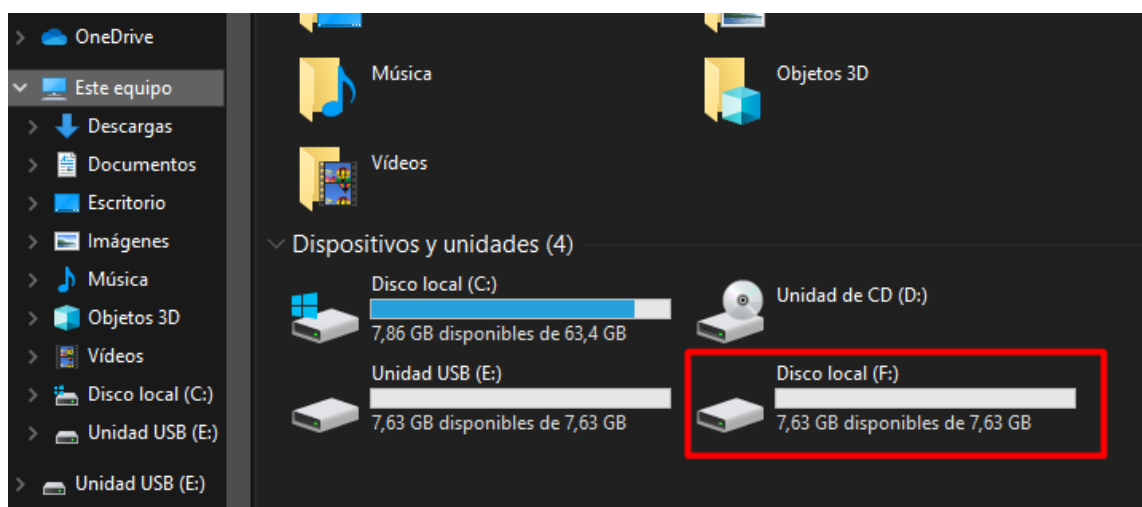 OneDrive
Este equipo
Descargas
Documentos
Escritorio
Imágenes
Música
Objetos 3D
Vídeos
Disco local (C:)
Unidad USB (E:)
Unidad USB (E:)
Música
Objetos 3D
Vídeos
Dispositivos y unidades (4)
Disco local (C:)
7,86 GB disponibles de 63,4 GB
Unidad de CD (D:)
Unidad USB (E:)
7,63 GB disponibles de 7,63 GB
Disco local (F:)
7,63 GB disponibles de 7,63 GB